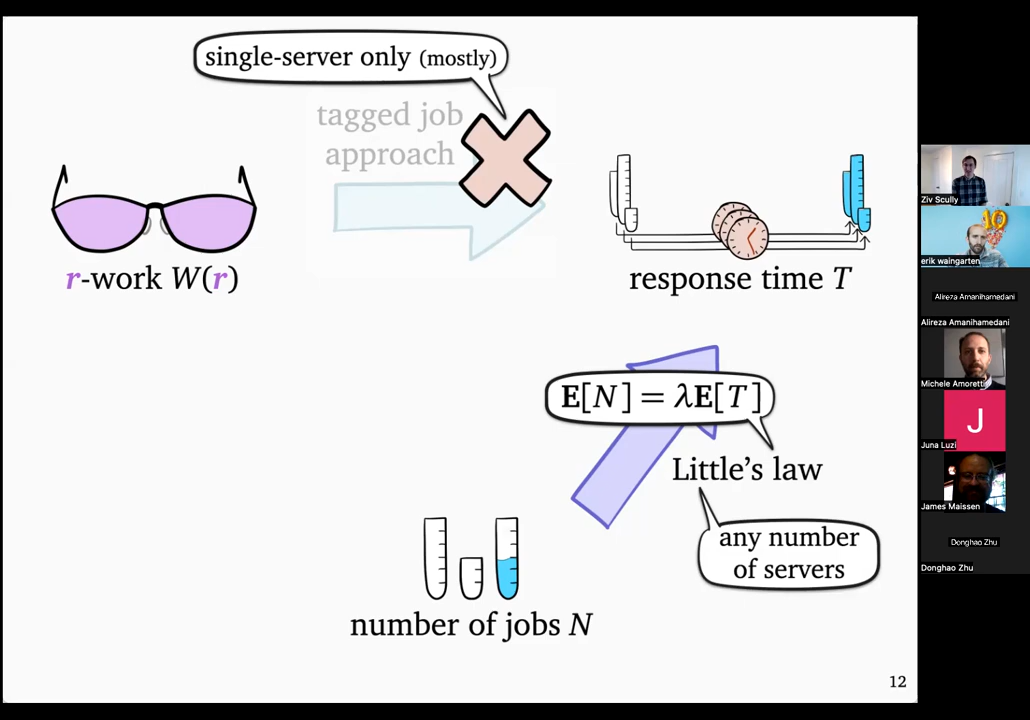 single-server only (mostly)
tagged job
approach
r-work W(r)
response time T
E[N] = λE[T]
Little's law
any number
of servers
number of jobs N
12
Ziv Scully
erik waingarten
Alireza Amanihamedani
Alireza Amanihamedani
Michele Amoretti
J
Juna Luzi
James Maissen
Donghao Zhu
Donghao Zhu